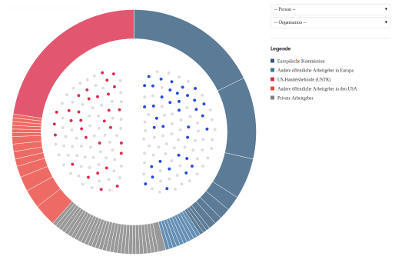 -- Person --
-- Organisation --
Legende
Europäische Kommission
Andere öffentliche Arbeitgeber in Europa
US-Handelsbehörde (USTR)
Andere öffentliche Arbeitgeber in den USA
Private Arbeitgeber